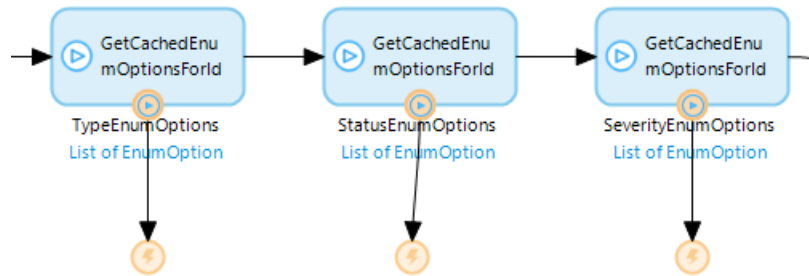 GetCachedEnu
mOptionsForId
TypeEnumOptions
List of EnumOption
GetCachedEnu
mOptionsForId
StatusEnumOptions
List of EnumOption
GetCachedEnu
mOptionsForId
SeverityEnumOptions
List of EnumOption